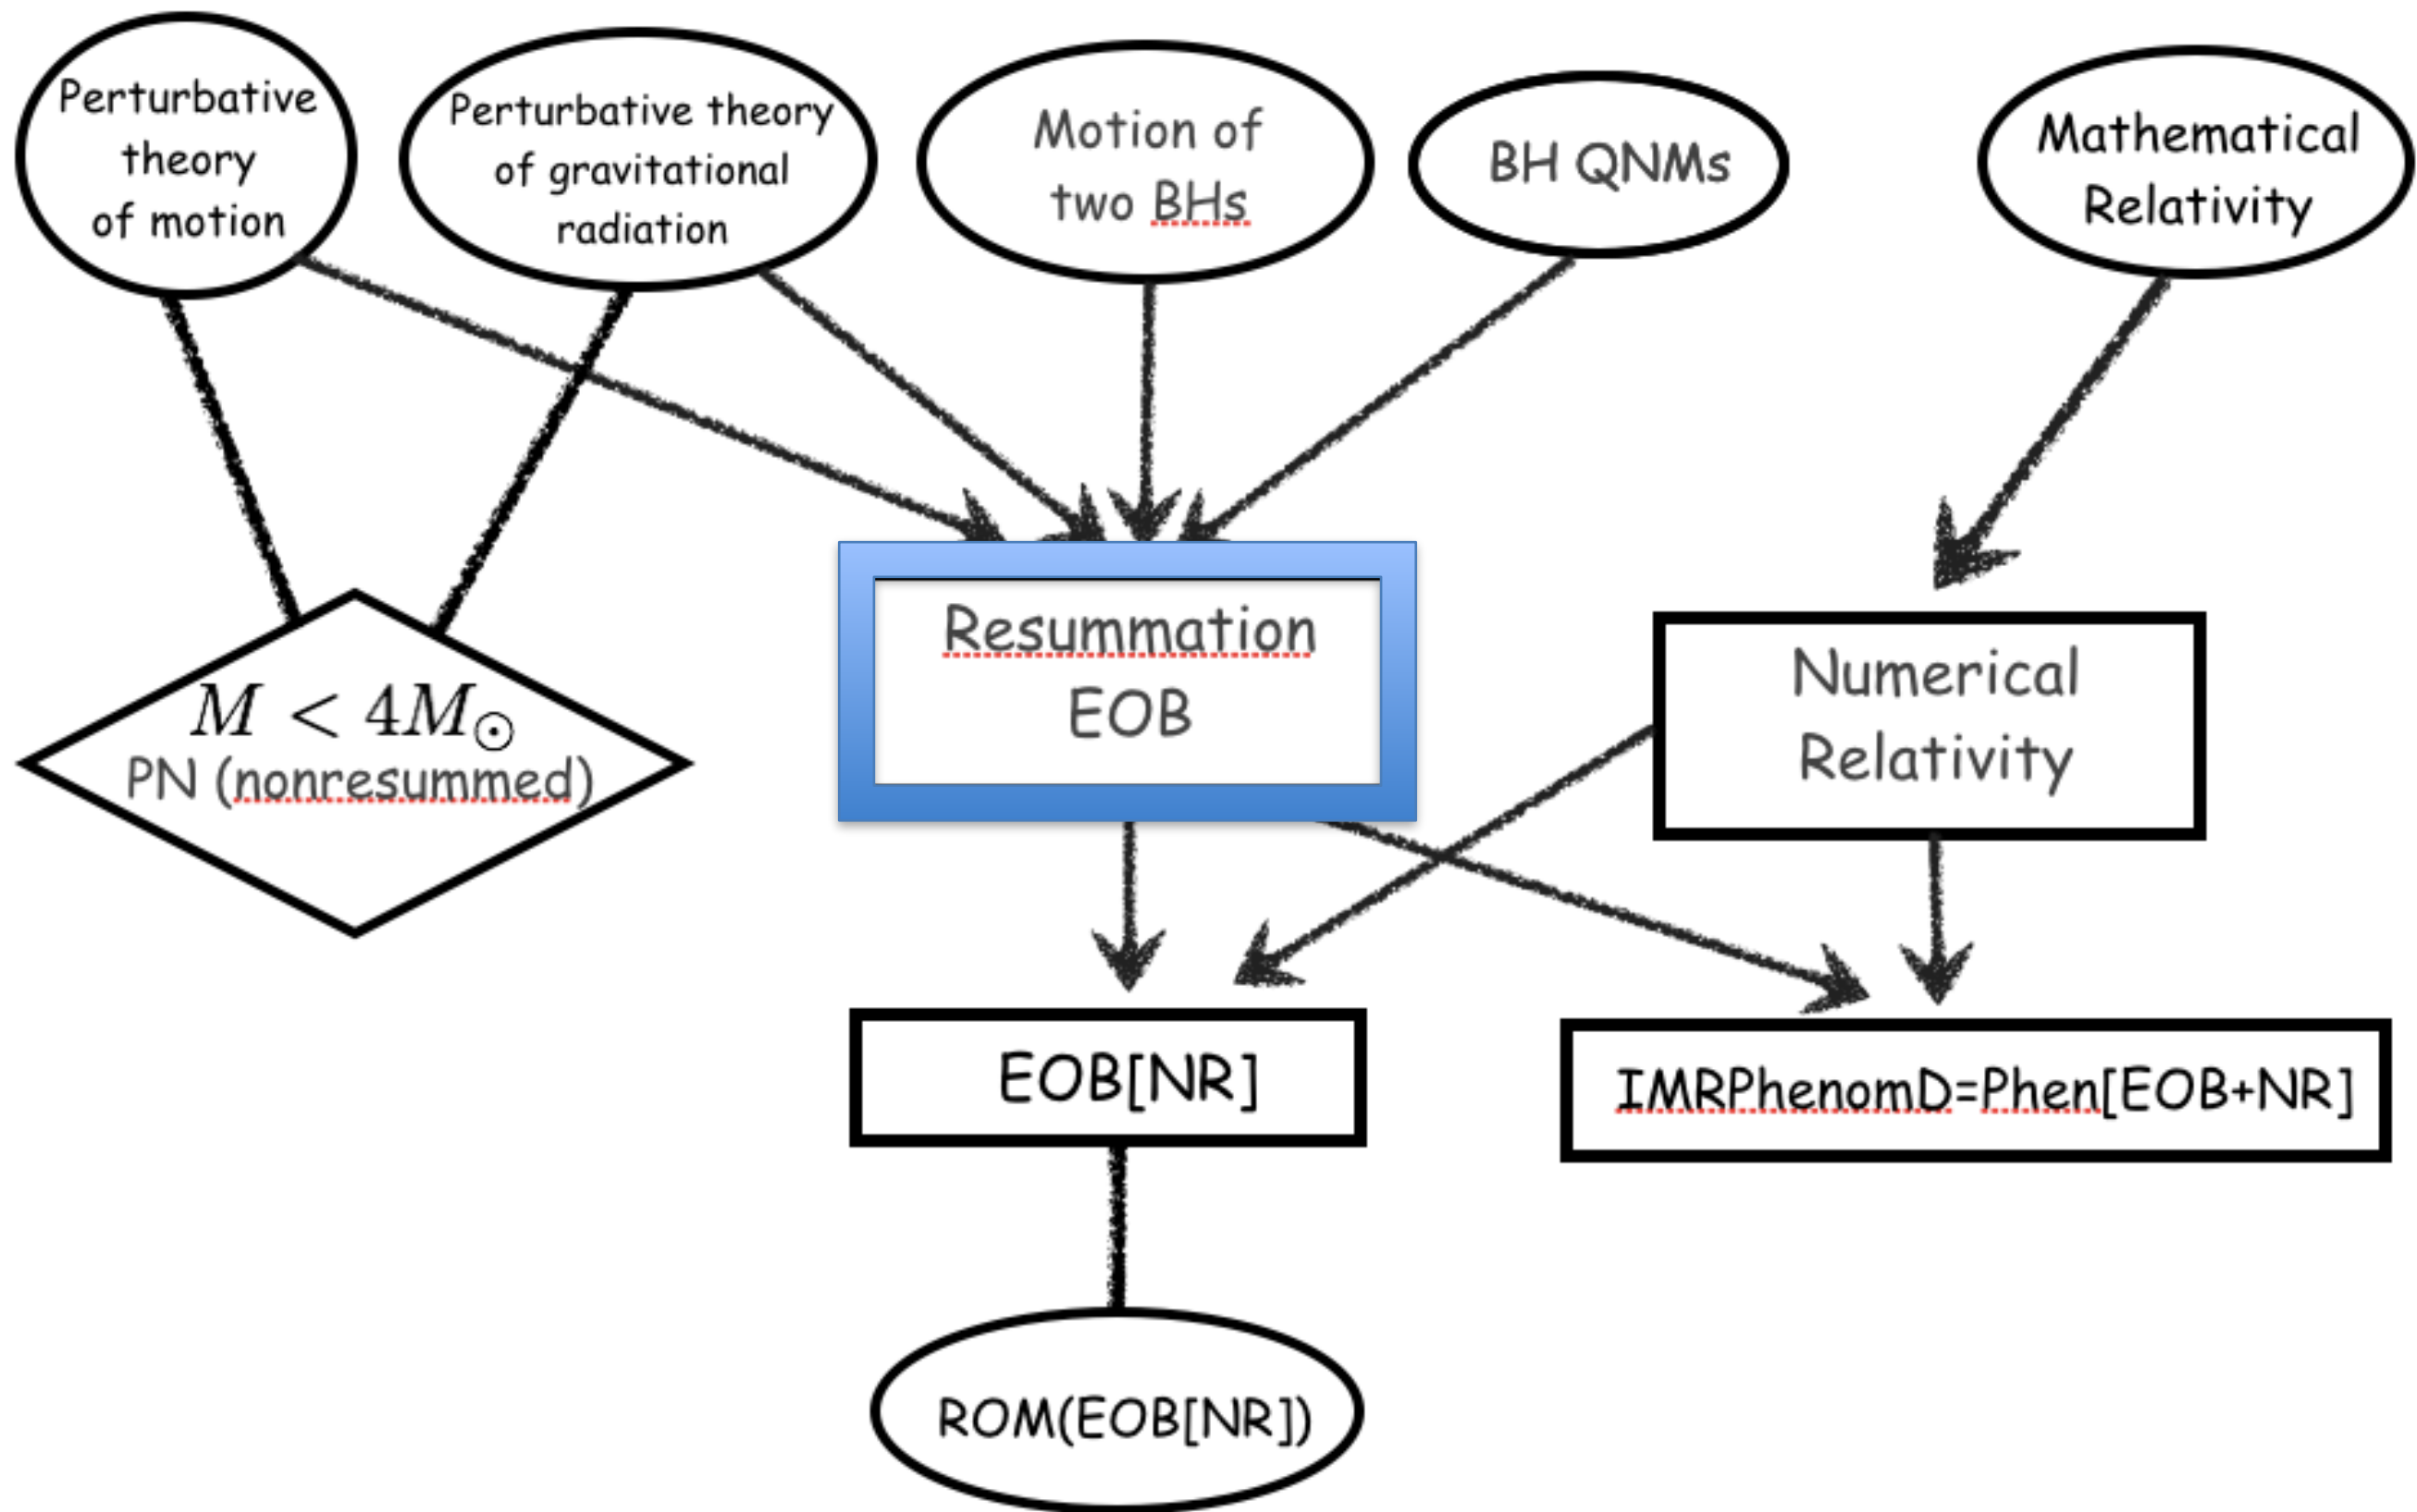 Perturbative
theory
of motion
Perturbative theory
of gravitational
radiation
Motion of
two BHs
BH QNMs
Mathematical
Relativity
M < 4M⊙
PN (nonresummed)
Resummation
EOB
Numerical
Relativity
EOB[NR]
IMRPhenomD=Phen[EOB+NR]
ROM(EOB[NR])